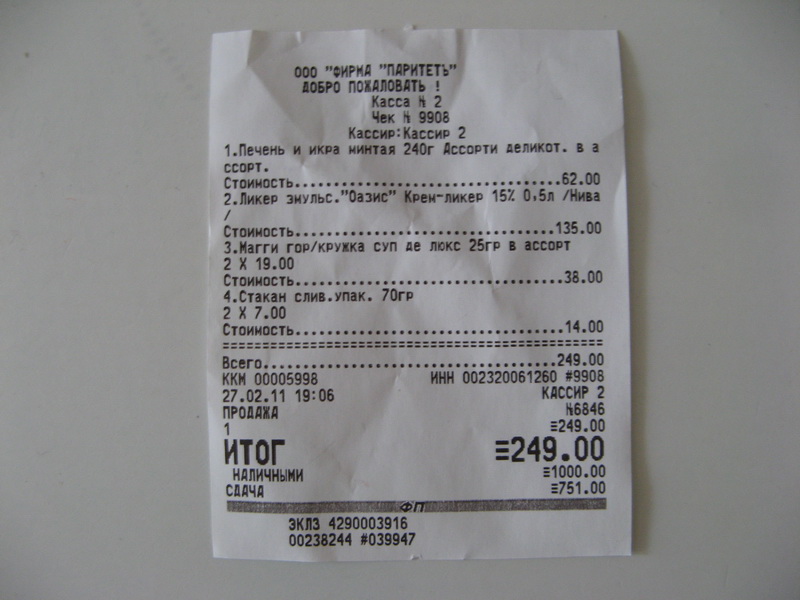 ООО "ФИРМА "ПАРИТЕТЪ"
ДОБРО ПОЖАЛОВАТЬ !
Касса № 2
Чек № 9908
Кассир:Кассир 2
1.Печень и икра минтая 240г Ассорти деликот. в а
ссорт.
Стоимость..................................62.00
2.Ликер эмульс."Оазис" Крем-ликер 15% 0,5л /Нива
/
Стоимость.................................135.00
3.Магги гор/кружка суп де люкс 25гр в ассорт
2 X 19.00
Стоимость..................................38.00
4.Стакан слив.упак. 70гр
2 X 7.00
Стоимость..................................14.00
================================================
Всего.....................................249.00
ККМ 00005998 ИНН 002320061260 #9908
27.02.11 19:06 КАССИР 2
ПРОДАЖА №6846
1 ≡249.00
ИТОГ ≡249.00
НАЛИЧНЫМИ ≡1000.00
СДАЧА ≡751.00
ФП
ЭКЛЗ 4290003916
00238244 #039947